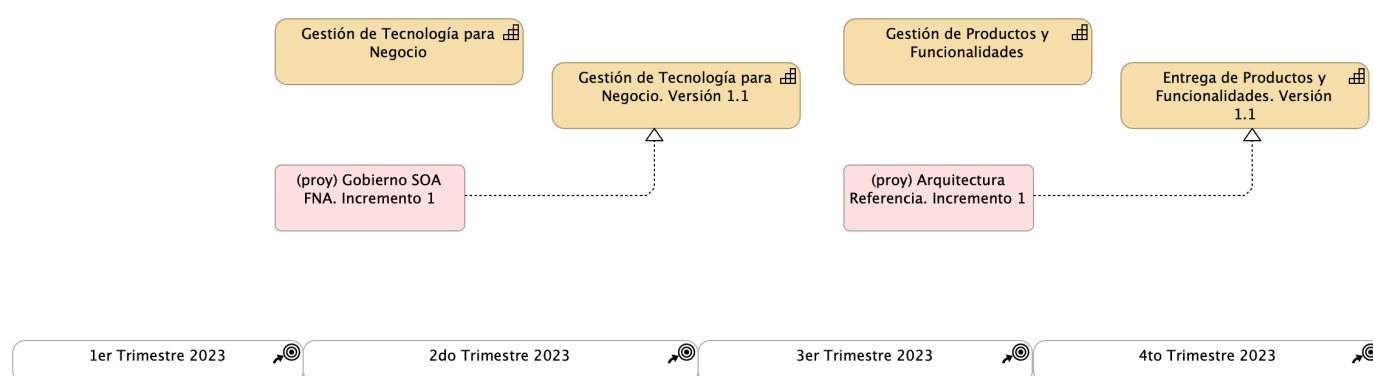 Gestión de Tecnología para
Negocio
Gestión de Tecnología para
Negocio. Versión 1.1
Gestión de Productos y
Funcionalidades
Entrega de Productos y
Funcionalidades. Versión
1.1
(proy) Gobierno SOA
FNA. Incremento 1
(proy) Arquitectura
Referencia. Incremento 1
1er Trimestre 2023
2do Trimestre 2023
3er Trimestre 2023
4to Trimestre 2023